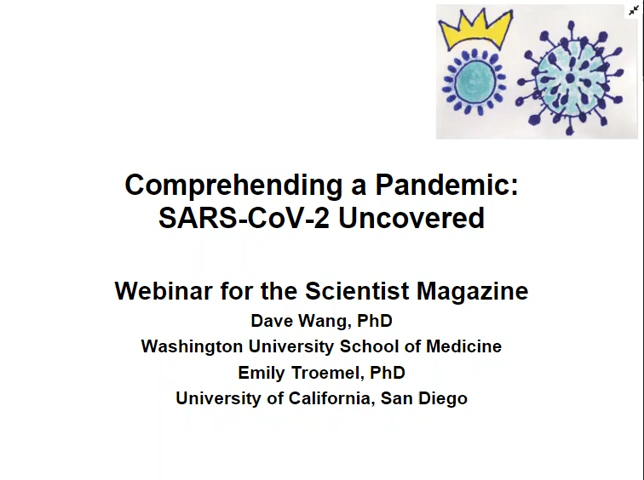 Comprehending a Pandemic:
SARS-CoV-2 Uncovered
Webinar for the Scientist Magazine
Dave Wang, PhD
Washington University School of Medicine
Emily Troemel, PhD
University of California, San Diego